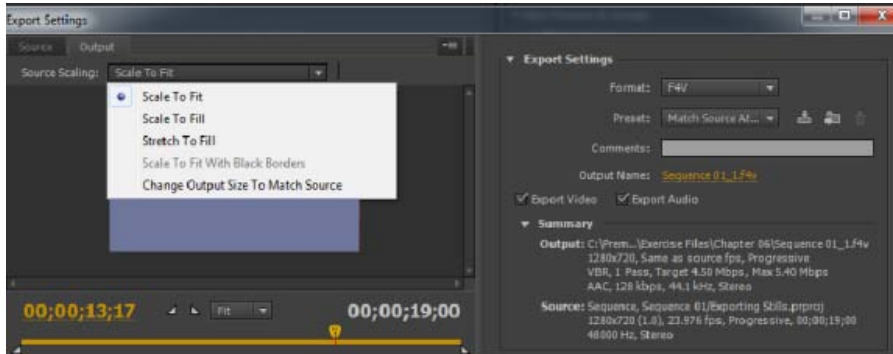 Export Settings
Source Output
Source Scaling: Scale To Fit
Scale To Fit
Scale To Fill
Stretch To Fill
Scale To Fit With Black Borders
Change Output Size To Match Source
00;00;13;17 Fit 00;00;19;00
Export Settings
Format: F4V
Preset: Match Source At...
Comments:
Output Name: Sequence 01_1.f4v
Export Video Export Audio
Summary
Output: C:\Prem...\Exercise Files\Chapter 06\Sequence 01_1.f4v
1280x720, Same as source fps, Progressive
VBR, 1 Pass, Target 4.50 Mbps, Max 5.40 Mbps
AAC, 128 kbps, 44.1 kHz, Stereo
Source: Sequence, Sequence 01/Exporting Stills.prproj
1280x720 (1.0), 23.976 fps, Progressive, 00;00;19;00
48000 Hz, Stereo